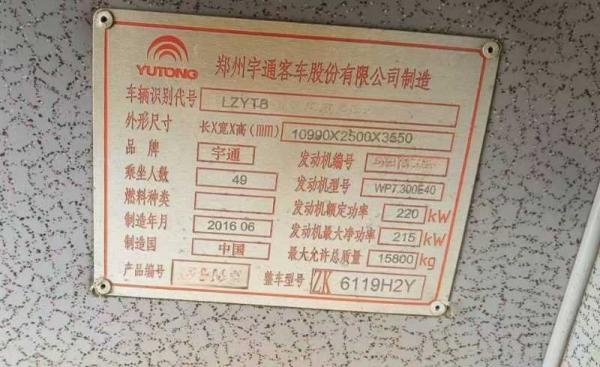 YUTONG 郑州宇通客车股份有限公司制造
车辆识别代号 LZYTB
外形尺寸 长X宽X高(mm) 10990X2500X3550
品牌 宇通 发动机编号
乘坐人数 49 发动机型号 WP7.300E40
燃料种类 发动机额定功率 220 kW
制造年月 2016 06 发动机最大净功率 215 kW
制造国 中国 最大允许总质量 15800 kg
产品编号 整车型号 ZK 6119H2Y